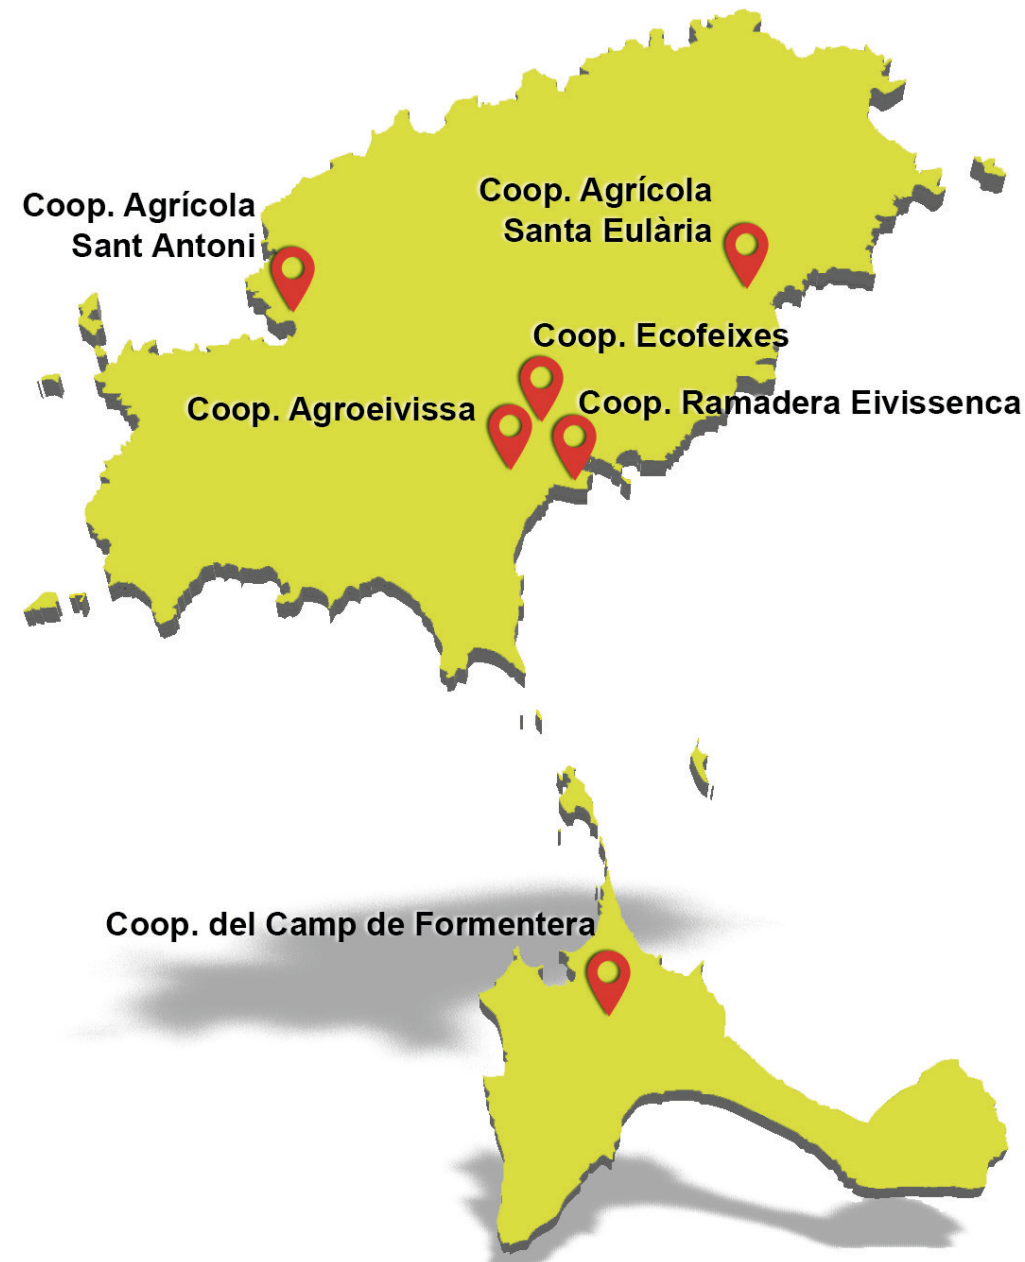 Coop. Agrícola
Sant Antoni
Coop. Agrícola
Santa Eulària
Coop. Ecofeixes
Coop. Agroeivissa
Coop. Ramadera Eivissenca
Coop. del Camp de Formentera